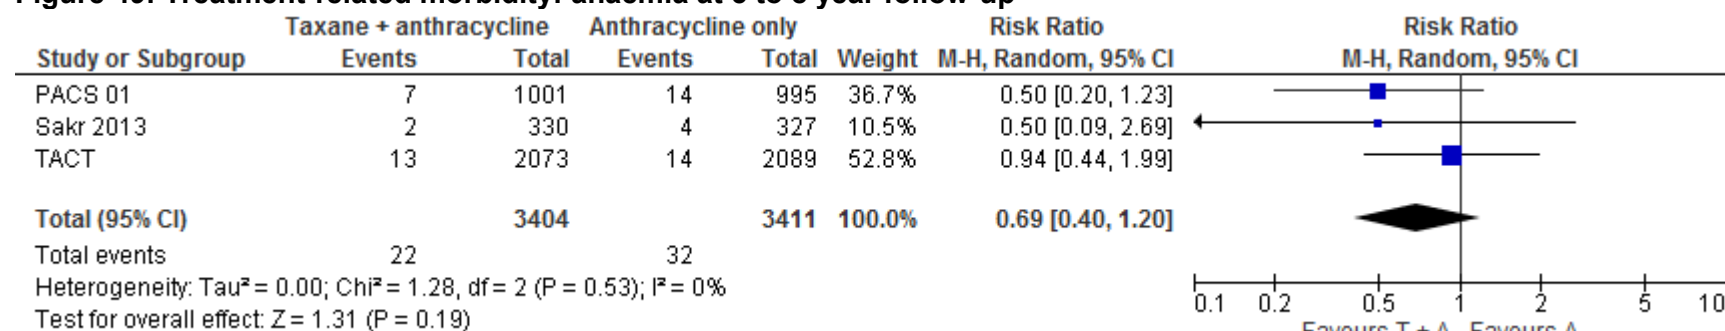 Taxane + anthracycline Anthracycline only Risk Ratio Risk Ratio
Study or Subgroup Events Total Events Total Weight M-H, Random, 95% CI M-H, Random, 95% CI
PACS 01 7 1001 14 995 36.7% 0.50 [0.20, 1.23]
Sakr 2013 2 330 4 327 10.5% 0.50 [0.09, 2.69]
TACT 13 2073 14 2089 52.8% 0.94 [0.44, 1.99]
Total (95% CI) 3404 3411 100.0% 0.69 [0.40, 1.20]
Total events 22 32
Heterogeneity: Tau² = 0.00; Chi² = 1.28, df = 2 (P = 0.53); I² = 0%
Test for overall effect: Z = 1.31 (P = 0.19)
0.1 0.2 0.5 1 2 5 10
Favours T + A Favours A